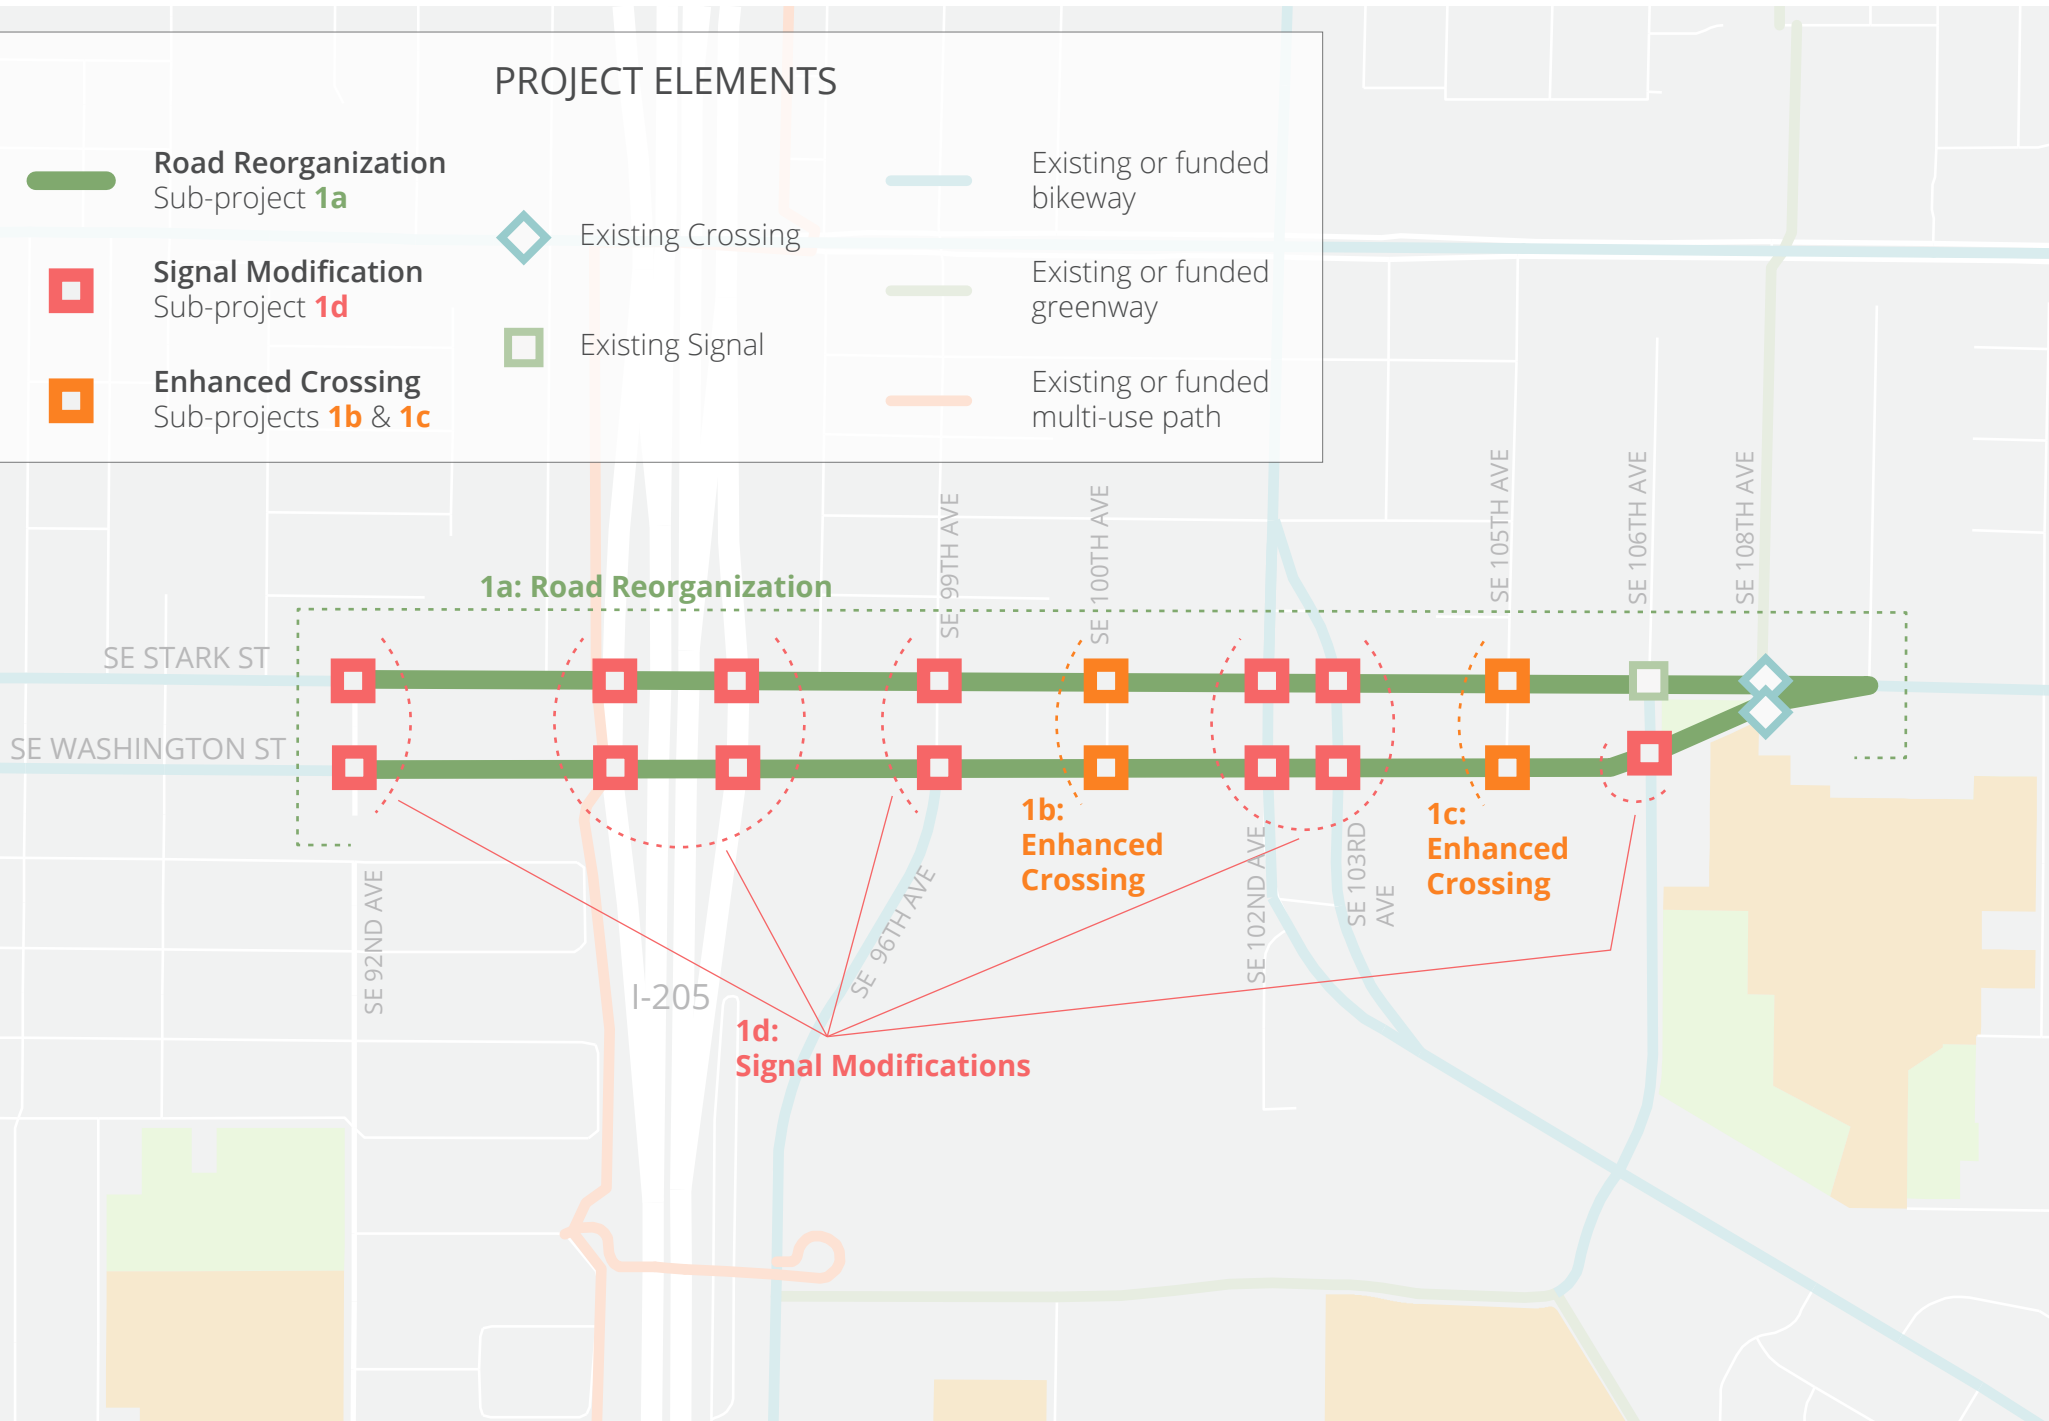 PROJECT ELEMENTS
Road Reorganization
Sub-project 1a
Signal Modification
Sub-project 1d
Enhanced Crossing
Sub-projects 1b & 1c
Existing Crossing
Existing Signal
Existing or funded
bikeway
Existing or funded
greenway
Existing or funded
multi-use path
SE 99TH AVE
SE 100TH AVE
SE 105TH AVE
SE 106TH AVE
SE 108TH AVE
1a: Road Reorganization
SE STARK ST
SE WASHINGTON ST
1b:
Enhanced
Crossing
1c:
Enhanced
Crossing
SE 92ND AVE
SE 96TH AVE
SE 102ND AVE
SE 103RD
AVE
I-205
1d:
Signal Modifications